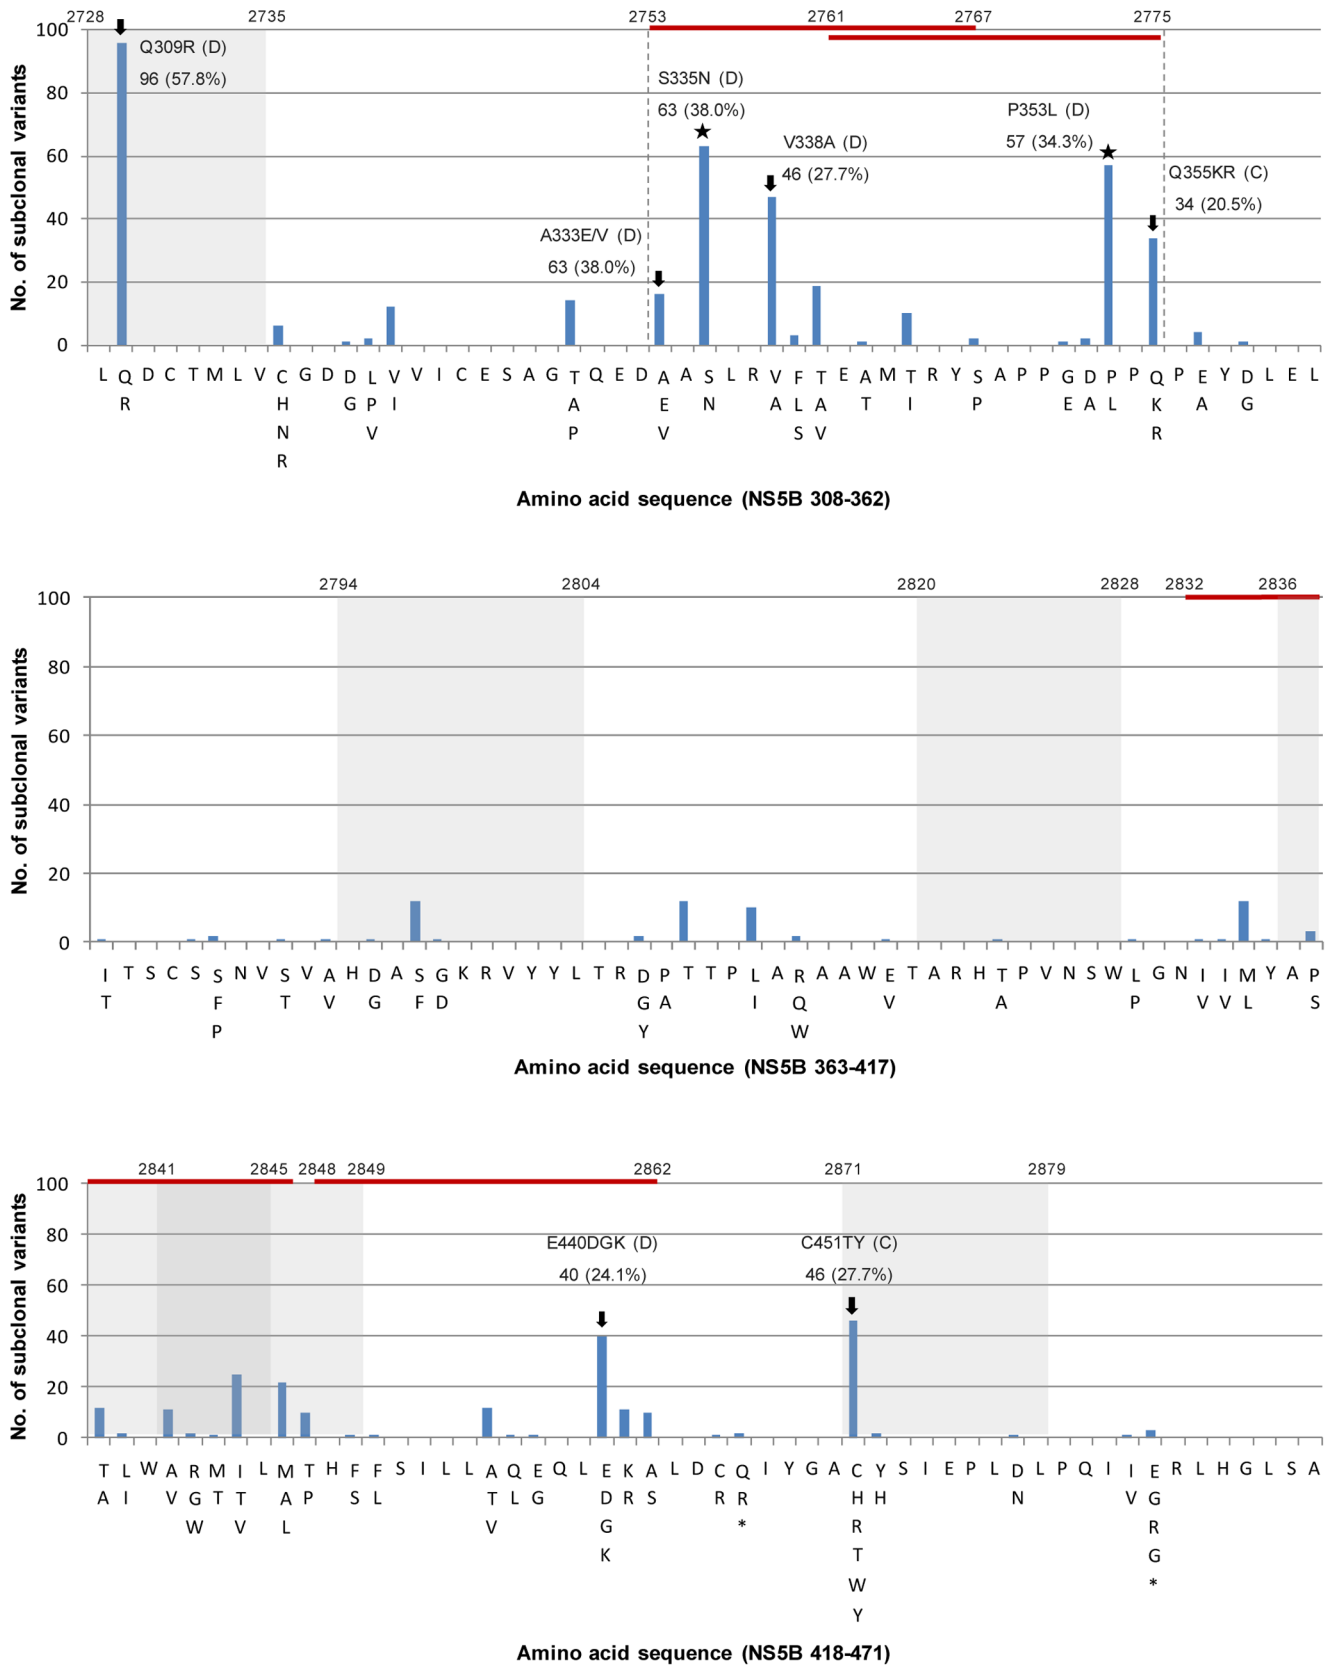 2728 2735 2753 2761 2767 2775
100
80
60
40
20
0
No. of subclonal variants
Q309R (D)
96 (57.8%)
A333E/V (D)
63 (38.0%)
S335N (D)
63 (38.0%)
★
V338A (D)
46 (27.7%)
P353L (D)
57 (34.3%)
★
Q355KR (C)
34 (20.5%)
L Q D C T M L V C G D D L V V I C E S A G T Q E D A A S L R V F T E A M T R Y S A P P G D P P Q P E Y D L E L
R H G P I A E N A L A T I P E A L K A G
N V P V S V R
R
Amino acid sequence (NS5B 308-362)
2794 2804 2820 2828 2832 2836
100
80
60
40
20
0
No. of subclonal variants
I T S C S S N V S V A H D A S G K R V Y Y L T R D P T T P L A R A A W E T A R H T P V N S W L G N I I M Y A P
T F T V G F D G A I Q V A P V V L S
P Y W
Amino acid sequence (NS5B 363-417)
2841 2845 2848 2849 2862 2871 2879
100
80
60
40
20
0
No. of subclonal variants
E440DGK (D)
40 (24.1%)
C451TY (C)
46 (27.7%)
T L W A R M I L M T H F F S I L L A Q E Q L E K A L D C Q I Y G A C Y S I E P L D L P Q I I E R L H G L S A
A I V G T T A P S L T L G D R S R R H H N V G
W V L V G * R R
K T G
W *
Y
Amino acid sequence (NS5B 418-471)